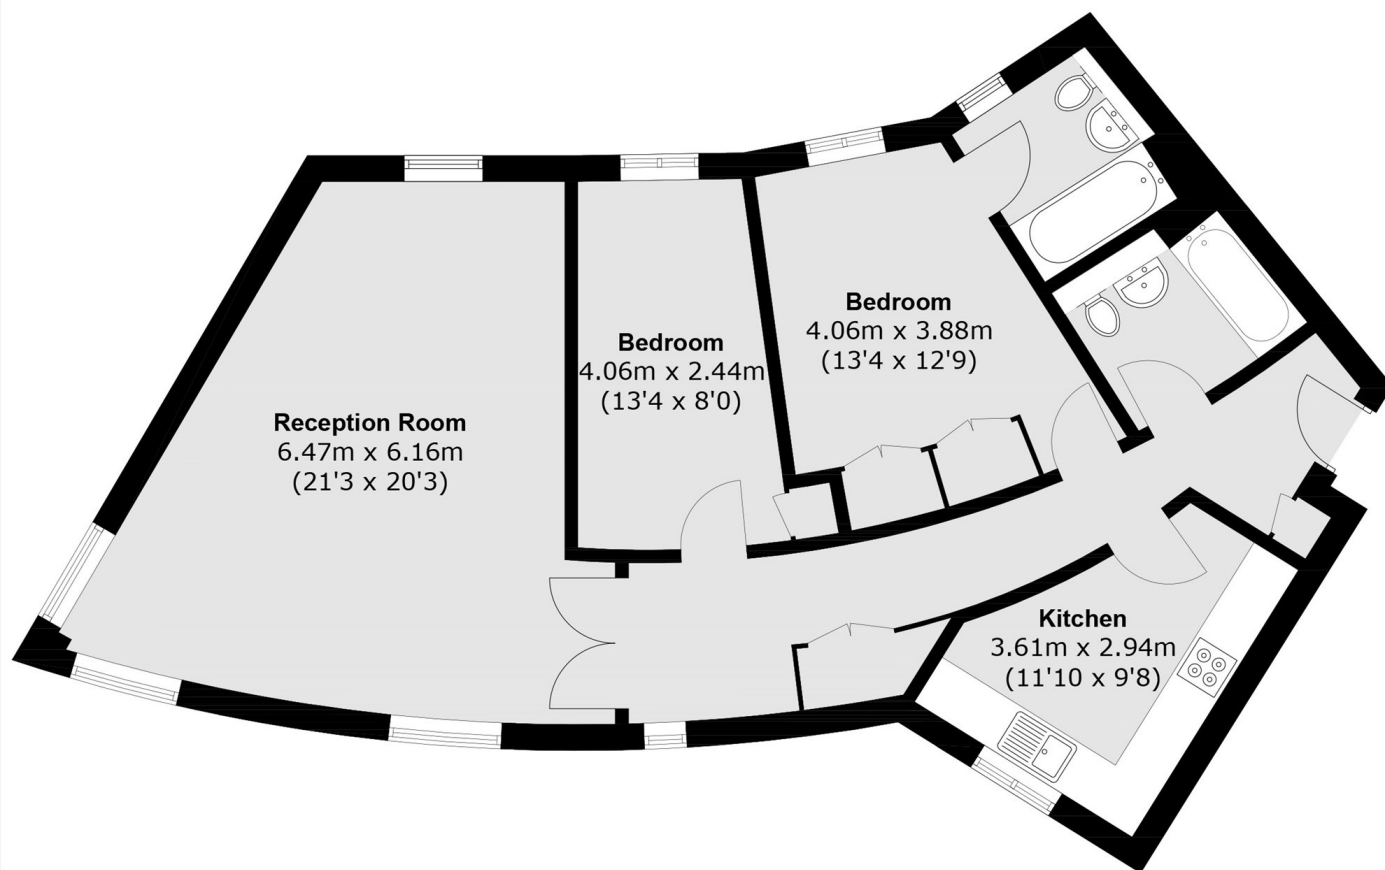 Reception Room
6.47m x 6.16m
(21'3 x 20'3)
Bedroom
4.06m x 2.44m
(13'4 x 8'0)
Bedroom
4.06m x 3.88m
(13'4 x 12'9)
Kitchen
3.61m x 2.94m
(11'10 x 9'8)